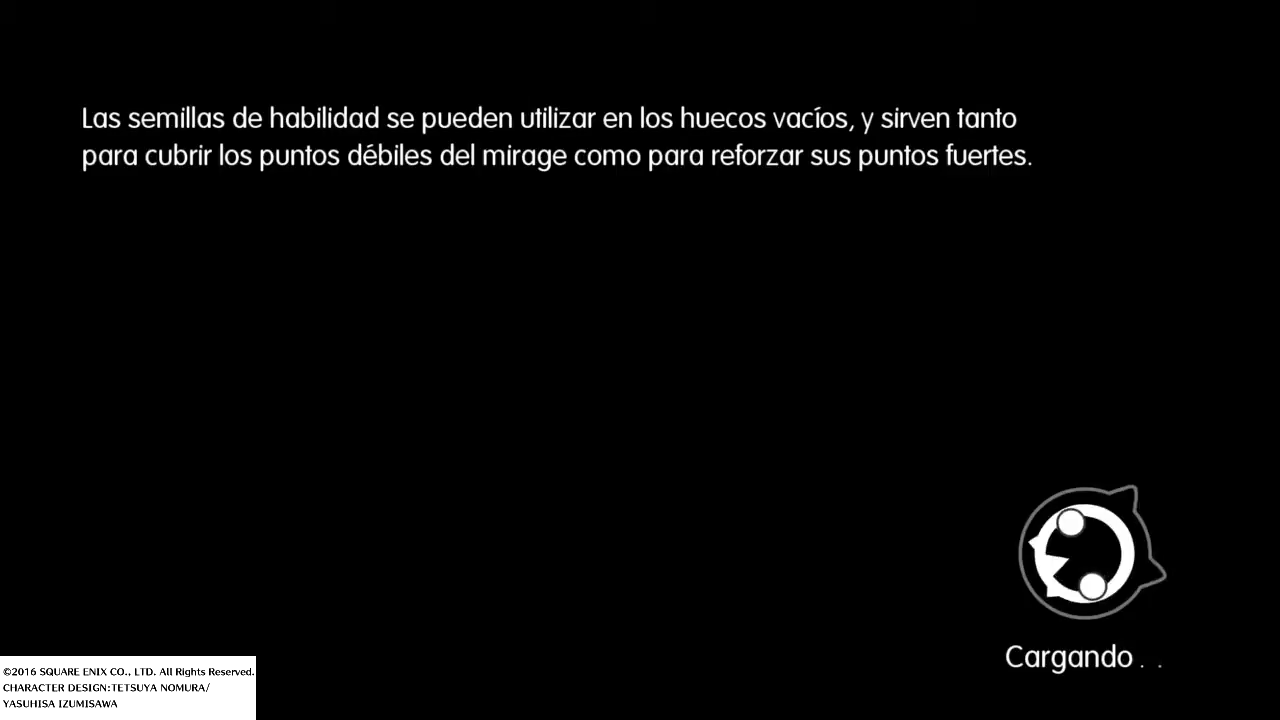 Las semillas de habilidad se pueden utilizar en los huecos vacíos, y sirven tanto
para cubrir los puntos débiles del mirage como para reforzar sus puntos fuertes.
Cargando . .
©2016 SQUARE ENIX CO., LTD. All Rights Reserved.
CHARACTER DESIGN:TETSUYA NOMURA/
YASUHISA IZUMISAWA